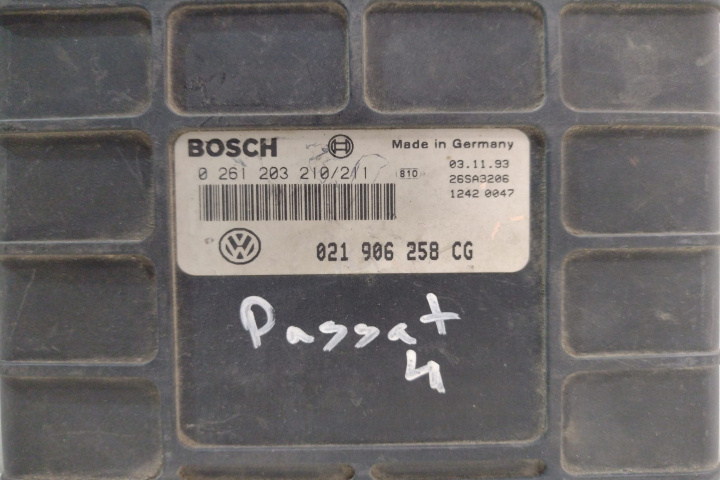 BOSCH Made in Germany
0 261 203 210/211 810 03.11.93
26SA3206
1242 0047
021 906 258 CG
Passat
4